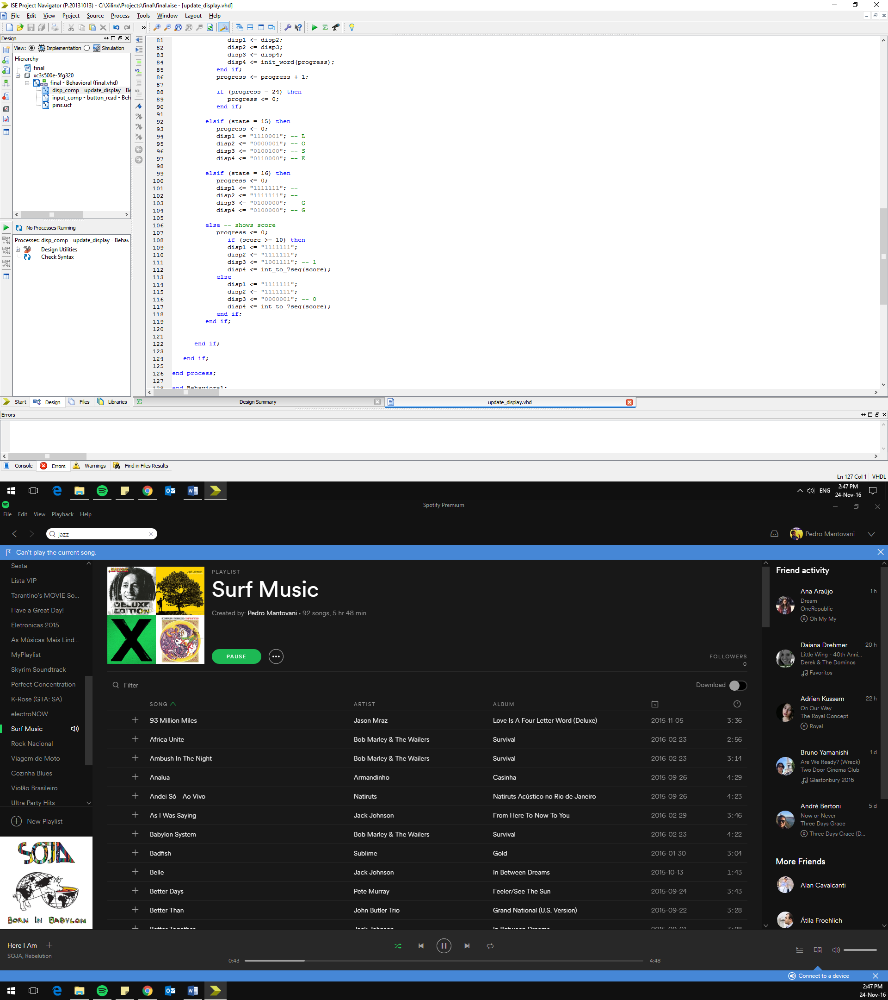 ISE Project Navigator (P.20131013) - C:\Xilinx\Projects\final\final.xise - [update_display.vhd]
File Edit View Project Source Process Tools Window Layout Help
Design
View: Implementation Simulation
Hierarchy
final
xc3s500e-5fg320
final - Behavioral (final.vhd)
disp_comp - update_display - Be
input_comp - button_read - Beh
pins.ucf
No Processes Running
Processes: disp_comp - update_display - Behav
Design Utilities
Check Syntax
Start Design Files Libraries
81 disp1 <= disp2;
82 disp2 <= disp3;
83 disp3 <= disp4;
84 disp4 <= init_word(progress);
85 end if;
86 progress <= progress + 1;
87
88 if (progress = 24) then
89 progress <= 0;
90 end if;
91
92 elsif (state = 15) then
93 progress <= 0;
94 disp1 <= "1110001"; -- L
95 disp2 <= "0000001"; -- O
96 disp3 <= "0100100"; -- S
97 disp4 <= "0110000"; -- E
98
99 elsif (state = 16) then
100 progress <= 0;
101 disp1 <= "1111111"; --
102 disp2 <= "1111111"; --
103 disp3 <= "0100000"; -- G
104 disp4 <= "0100000"; -- G
105
106 else -- shows score
107 progress <= 0;
108 if (score >= 10) then
109 disp1 <= "1111111";
110 disp2 <= "1111111";
111 disp3 <= "1001111"; -- 1
112 disp4 <= int_to_7seg(score);
113 else
114 disp1 <= "1111111";
115 disp2 <= "1111111";
116 disp3 <= "0000001"; -- 0
117 disp4 <= int_to_7seg(score);
118 end if;
119 end if;
120
121
122 end if;
123
124 end if;
125
126 end process;
127
128 end Behavioral;
Design Summary update_display.vhd
Errors
Console Errors Warnings Find in Files Results
Ln 127 Col 1 VHDL
ENG 2:47 PM
24-Nov-16
Spotify Premium
File Edit View Playback Help
jazz
Pedro Mantovani
Can't play the current song.
Sexta
Lista VIP
Tarantino's MOVIE So...
Have a Great Day!
Eletronicas 2015
As Músicas Mais Lind...
MyPlaylist
Skyrim Soundtrack
Perfect Concentration
K-Rose (GTA: SA)
electroNOW
Surf Music
Rock Nacional
Viagem de Moto
Cozinha Blues
Violão Brasileiro
Ultra Party Hits
New Playlist
SOJA
BORN IN BABYLON
Jack Johnson
DELUXE
EDITION
PLAYLIST
Surf Music
Created by: Pedro Mantovani • 92 songs, 5 hr 48 min
PAUSE
FOLLOWERS
0
Filter
Download
SONG ARTIST ALBUM
93 Million Miles Jason Mraz Love Is A Four Letter Word (Deluxe) 2015-11-05 3:36
Africa Unite Bob Marley & The Wailers Survival 2016-02-23 2:56
Ambush In The Night Bob Marley & The Wailers Survival 2016-02-23 3:14
Analua Armandinho Casinha 2015-09-26 4:29
Andei Só - Ao Vivo Natiruts Natiruts Acústico no Rio de Janeiro 2015-09-26 4:23
As I Was Saying Jack Johnson From Here To Now To You 2016-02-29 3:46
Babylon System Bob Marley & The Wailers Survival 2016-02-23 4:22
Badfish Sublime Gold 2016-01-30 3:04
Belle Jack Johnson In Between Dreams 2015-10-13 1:43
Better Days Pete Murray Feeler/See The Sun 2015-09-24 3:43
Better Than John Butler Trio Grand National (U.S. Version) 2015-09-22 3:28
Better Together Jack Johnson In Between Dreams 2015-09-01 3:28
Friend activity
Ana Araújo 1 h
Dream
OneRepublic
Oh My My
Daiana Drehmer 20 h
Little Wing - 40th Anni...
Derek & The Dominos
Favoritos
Adrien Kussem 22 h
On Our Way
The Royal Concept
Royal
Bruno Yamanishi 1 d
Are We Ready? (Wreck)
Two Door Cinema Club
Glastonbury 2016
André Bertoni 5 d
Now or Never
Three Days Grace
Three Days Grace (D...
More Friends
Alan Cavalcanti
Átila Froehlich
Here I Am
SOJA, Rebelution
0:43 4:48
Connect to a device
2:47 PM
24-Nov-16